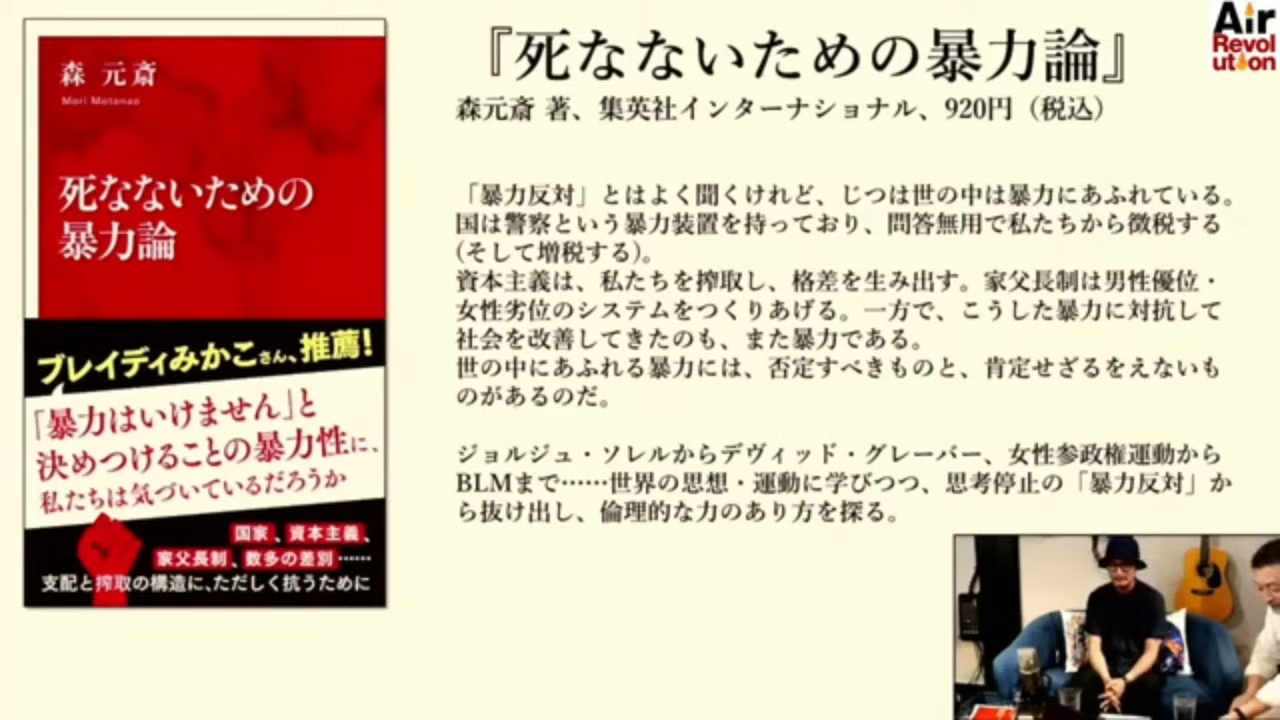 森 元斎
Mori Motonao
死なないための
暴力論
ブレイディみかこさん、推薦!
「暴力はいけません」と
決めつけることの暴力性に、
私たちは気づいているだろうか
国家、資本主義、
家父長制、数多の差別……
支配と搾取の構造に、ただしく抗うために
『死なないための暴力論』
森元斎 著、集英社インターナショナル、920円（税込）
「暴力反対」とはよく聞くけれど、じつは世の中は暴力にあふれている。
国は警察という暴力装置を持っており、問答無用で私たちから徴税する
(そして増税する)。
資本主義は、私たちを搾取し、格差を生み出す。家父長制は男性優位・
女性劣位のシステムをつくりあげる。一方で、こうした暴力に対抗して
社会を改善してきたのも、また暴力である。
世の中にあふれる暴力には、否定すべきものと、肯定せざるをえないも
のがあるのだ。
ジョルジュ・ソレルからデヴィッド・グレーバー、女性参政権運動から
BLMまで……世界の思想・運動に学びつつ、思考停止の「暴力反対」か
ら抜け出し、倫理的な力のあり方を探る。
Air
Revol
ution